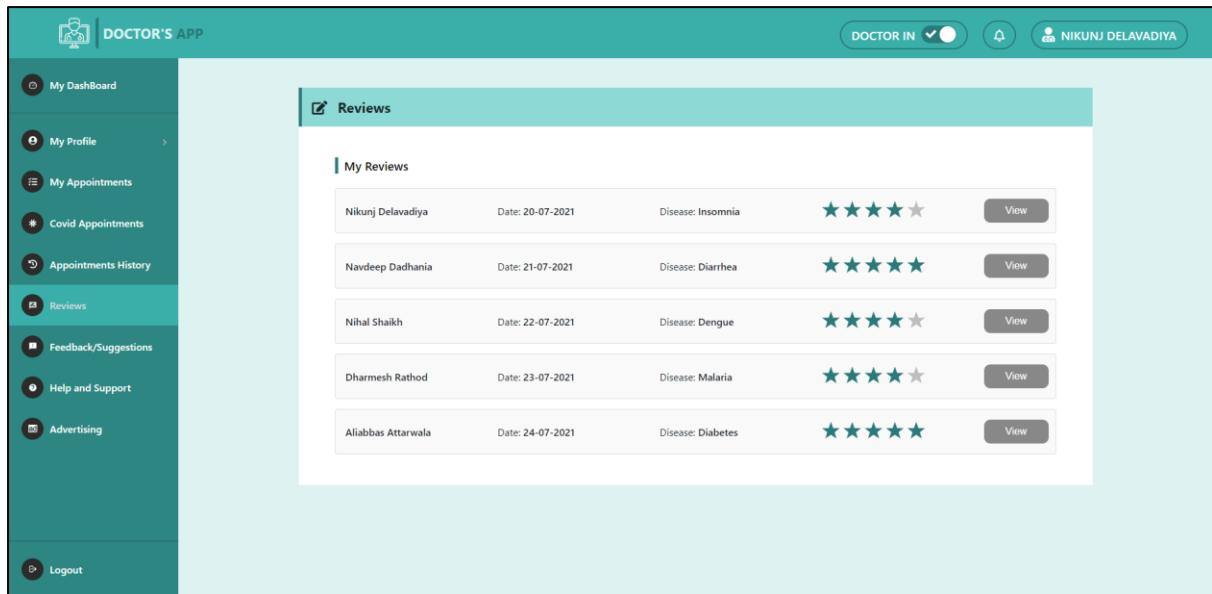 DOCTOR'S APP
DOCTOR IN
NIKUNJ DELAVADIYA
My DashBoard
My Profile
My Appointments
Covid Appointments
Appointments History
Reviews
Feedback/Suggestions
Help and Support
Advertising
Logout
Reviews
My Reviews
Nikunj Delavadiya Date: 20-07-2021 Disease: Insomnia View
Navdeep Dadhania Date: 21-07-2021 Disease: Diarrhea View
Nihal Shaikh Date: 22-07-2021 Disease: Dengue View
Dharmesh Rathod Date: 23-07-2021 Disease: Malaria View
Aliabbas Attarwala Date: 24-07-2021 Disease: Diabetes View